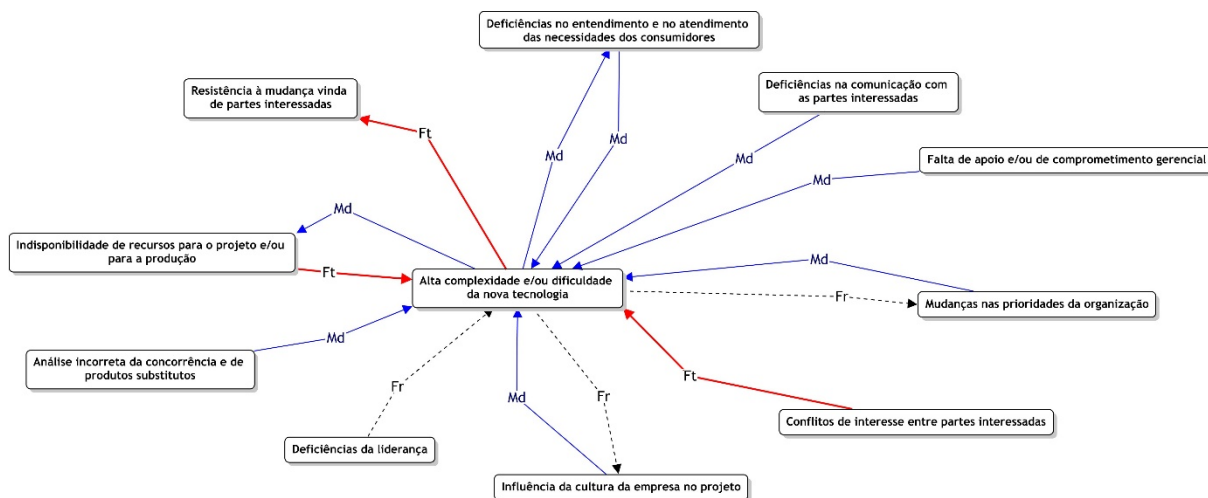 Deficiências no entendimento e no atendimento
das necessidades dos consumidores
Resistência à mudança vinda
de partes interessadas
Deficiências na comunicação com
as partes interessadas
Ft
Md
Md
Md
Falta de apoio e/ou de comprometimento gerencial
Md
Md
Indisponibilidade de recursos para o projeto e/ou
para a produção
Ft
Alta complexidade e/ou dificuldade
da nova tecnologia
Md
Fr
Mudanças nas prioridades da organização
Md
Análise incorreta da concorrência e de
produtos substitutos
Fr
Md
Fr
Ft
Conflitos de interesse entre partes interessadas
Deficiências da liderança
Influência da cultura da empresa no projeto